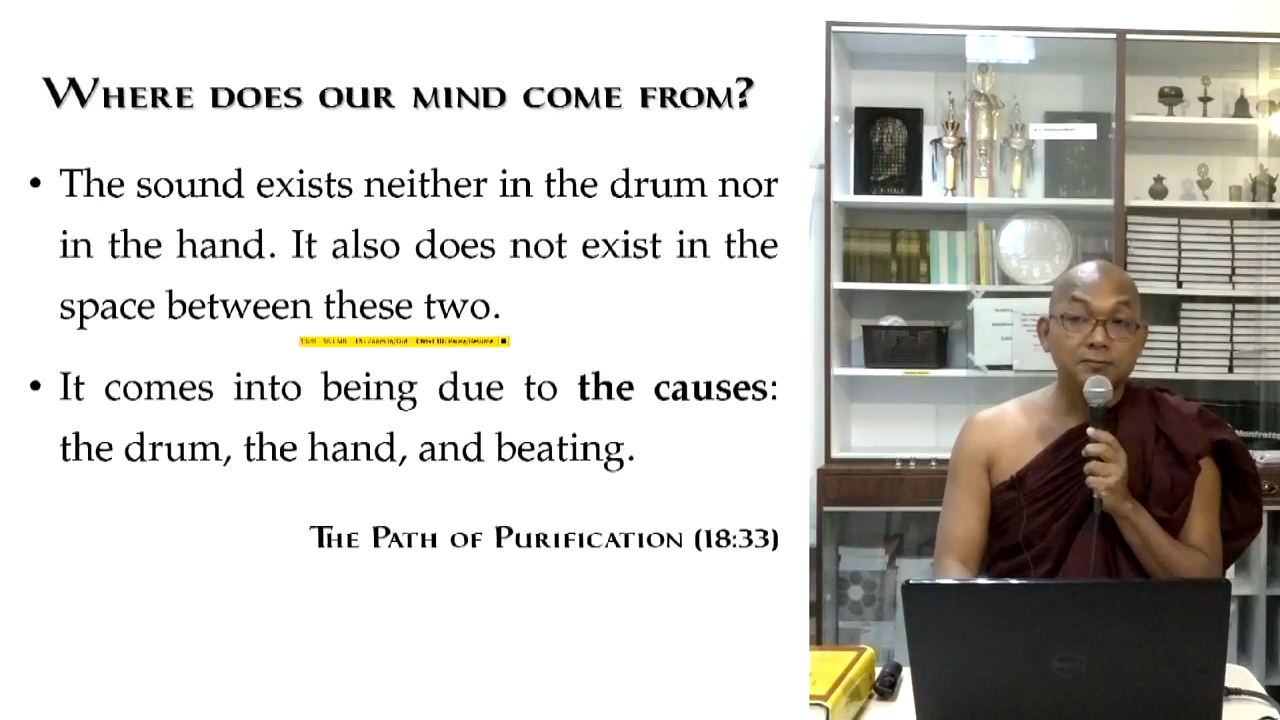 Where does our mind come from?
• The sound exists neither in the drum nor
in the hand. It also does not exist in the
space between these two.
• It comes into being due to the causes:
the drum, the hand, and beating.
The Path of Purification (18:33)
Manfrotto
DELL